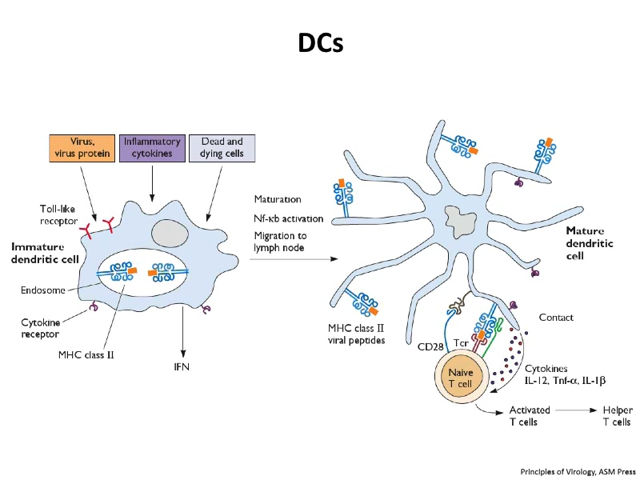 DCs
Virus,
virus protein
Inflammatory
cytokines
Dead and
dying cells
Toll-like
receptor
Immature
dendritic cell
Endosome
Cytokine
receptor
MHC class II
IFN
Maturation
Nf-κb activation
Migration to
lymph node
MHC class II
viral peptides
Mature
dendritic
cell
Contact
CD28
Tcr
Naive
T cell
Cytokines
IL-12, Tnf-α, IL-1β
Activated
T cells
Helper
T cells
Principles of Virology, ASM Press